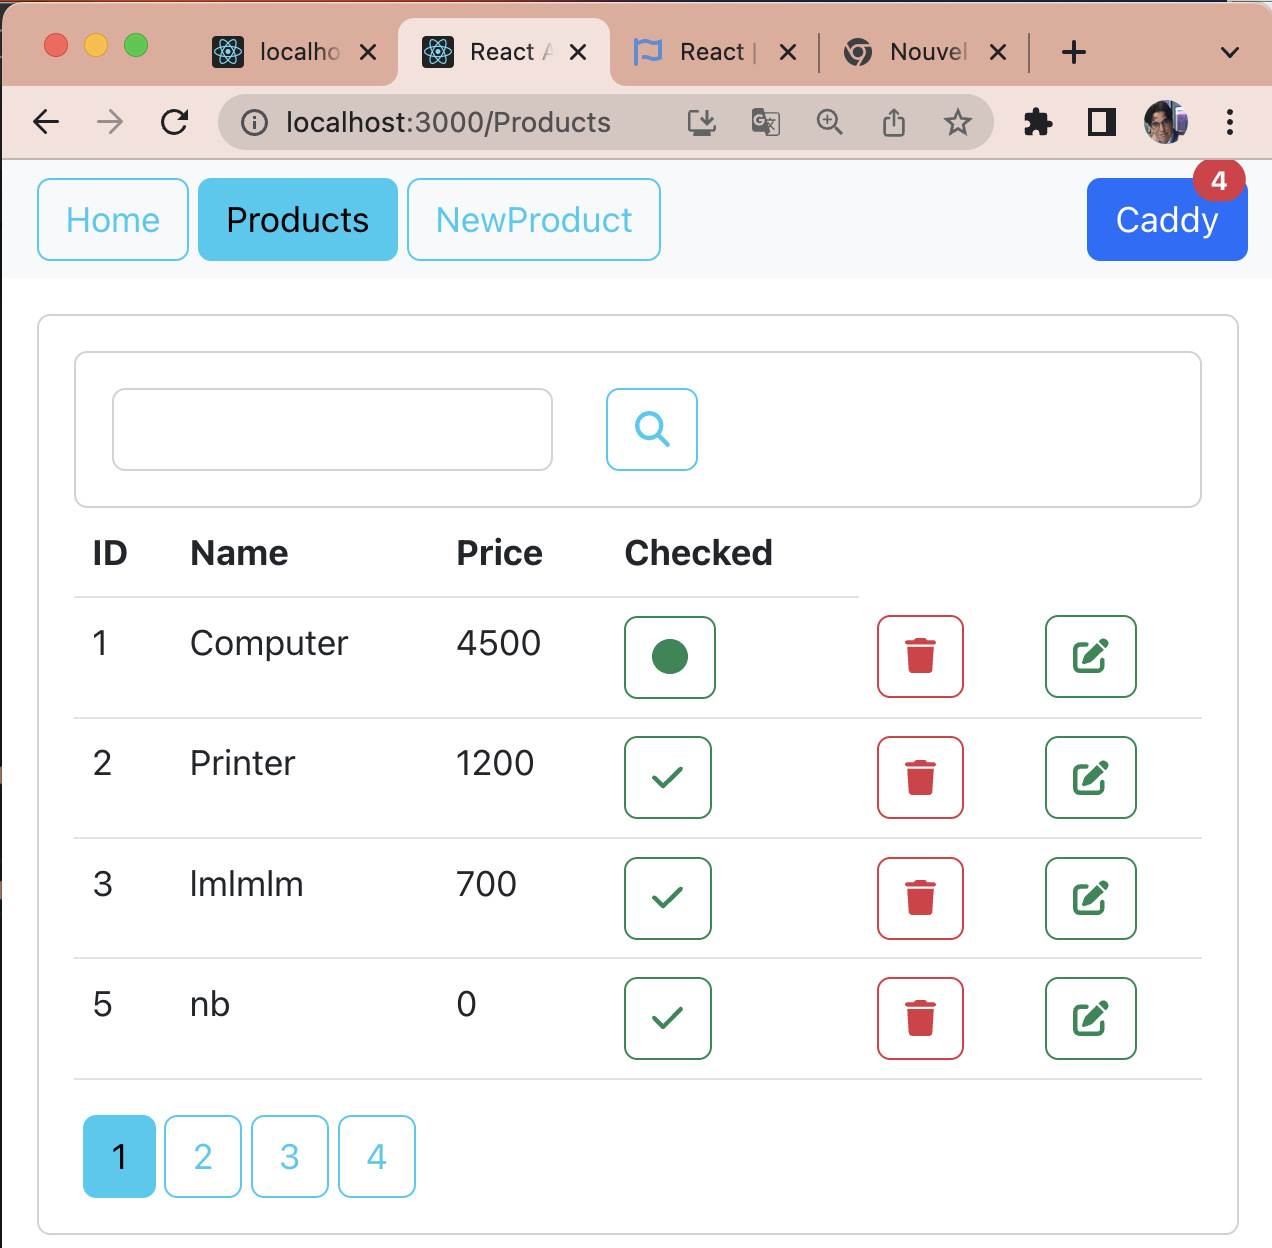 localho
React A
React |
Nouvel
localhost:3000/Products
Home Products NewProduct Caddy 4
ID Name Price Checked
1 Computer 4500
2 Printer 1200
3 lmlmlm 700
5 nb 0
1 2 3 4